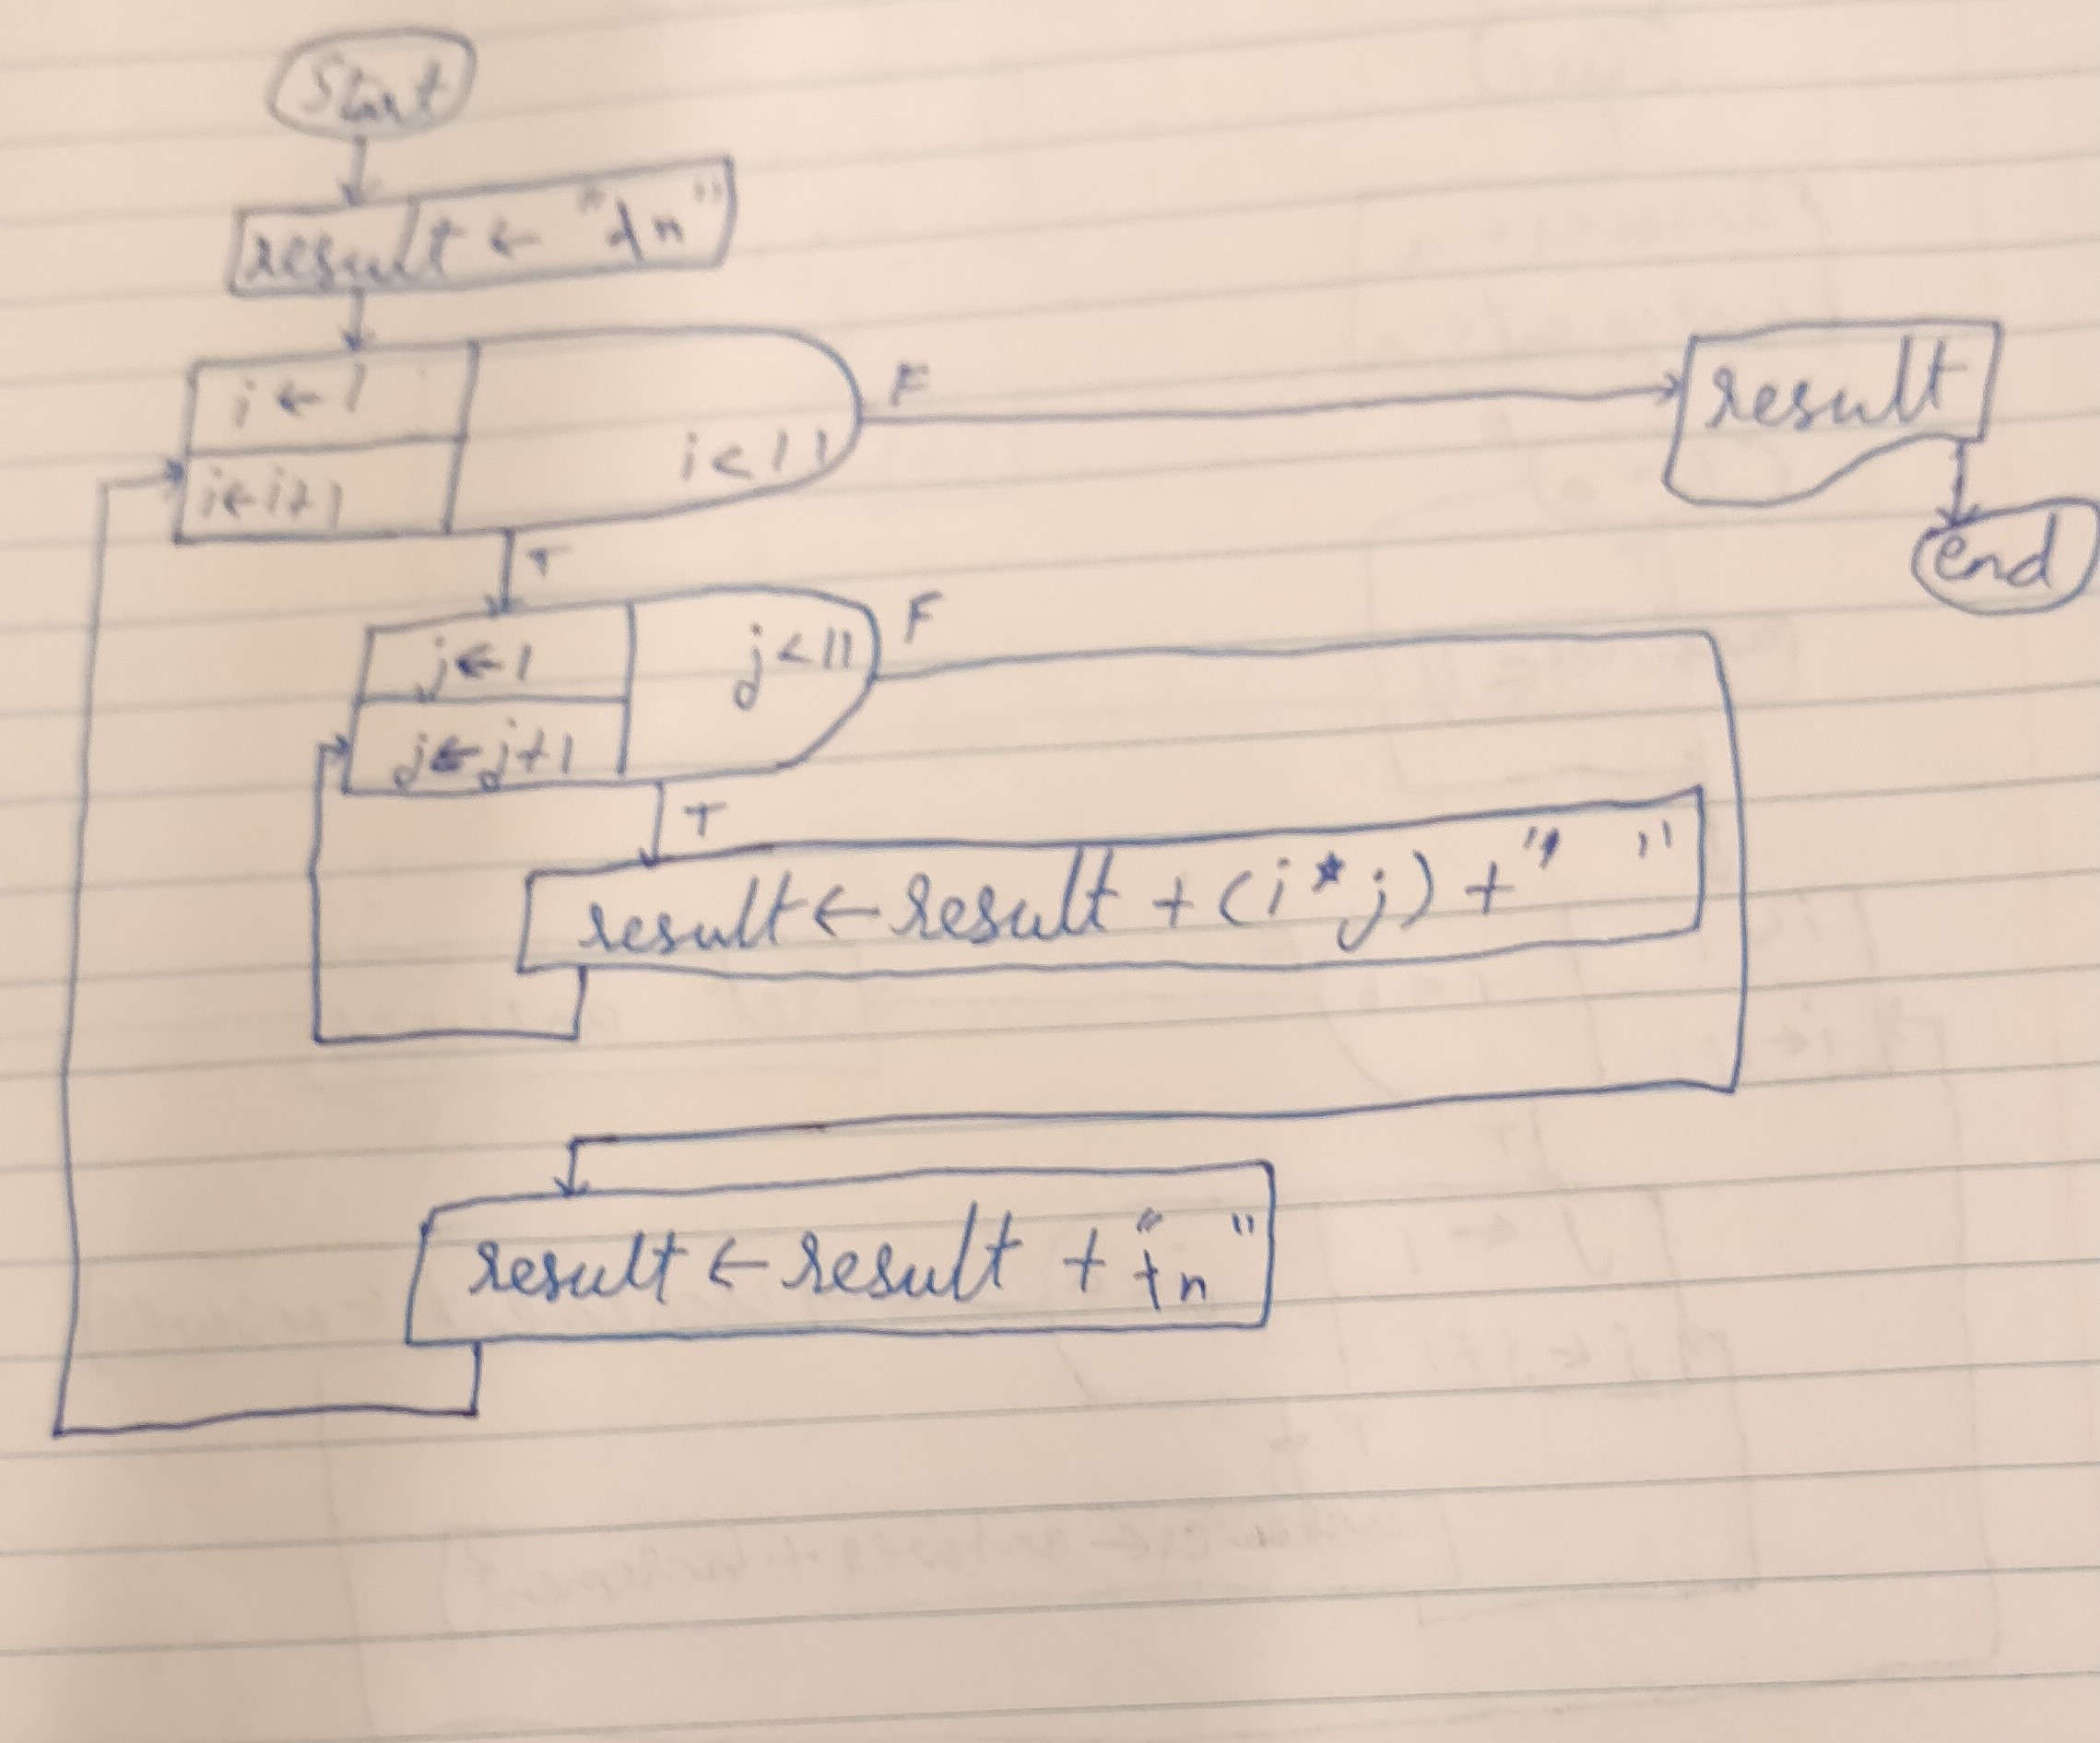 Start
result ← "\n"
i ← 1
i ← i+1
i < 11
F
result
end
T
j ← 1
j ← j+1
j < 11
F
T
result ← result + (i * j) + " "
result ← result + "\n"